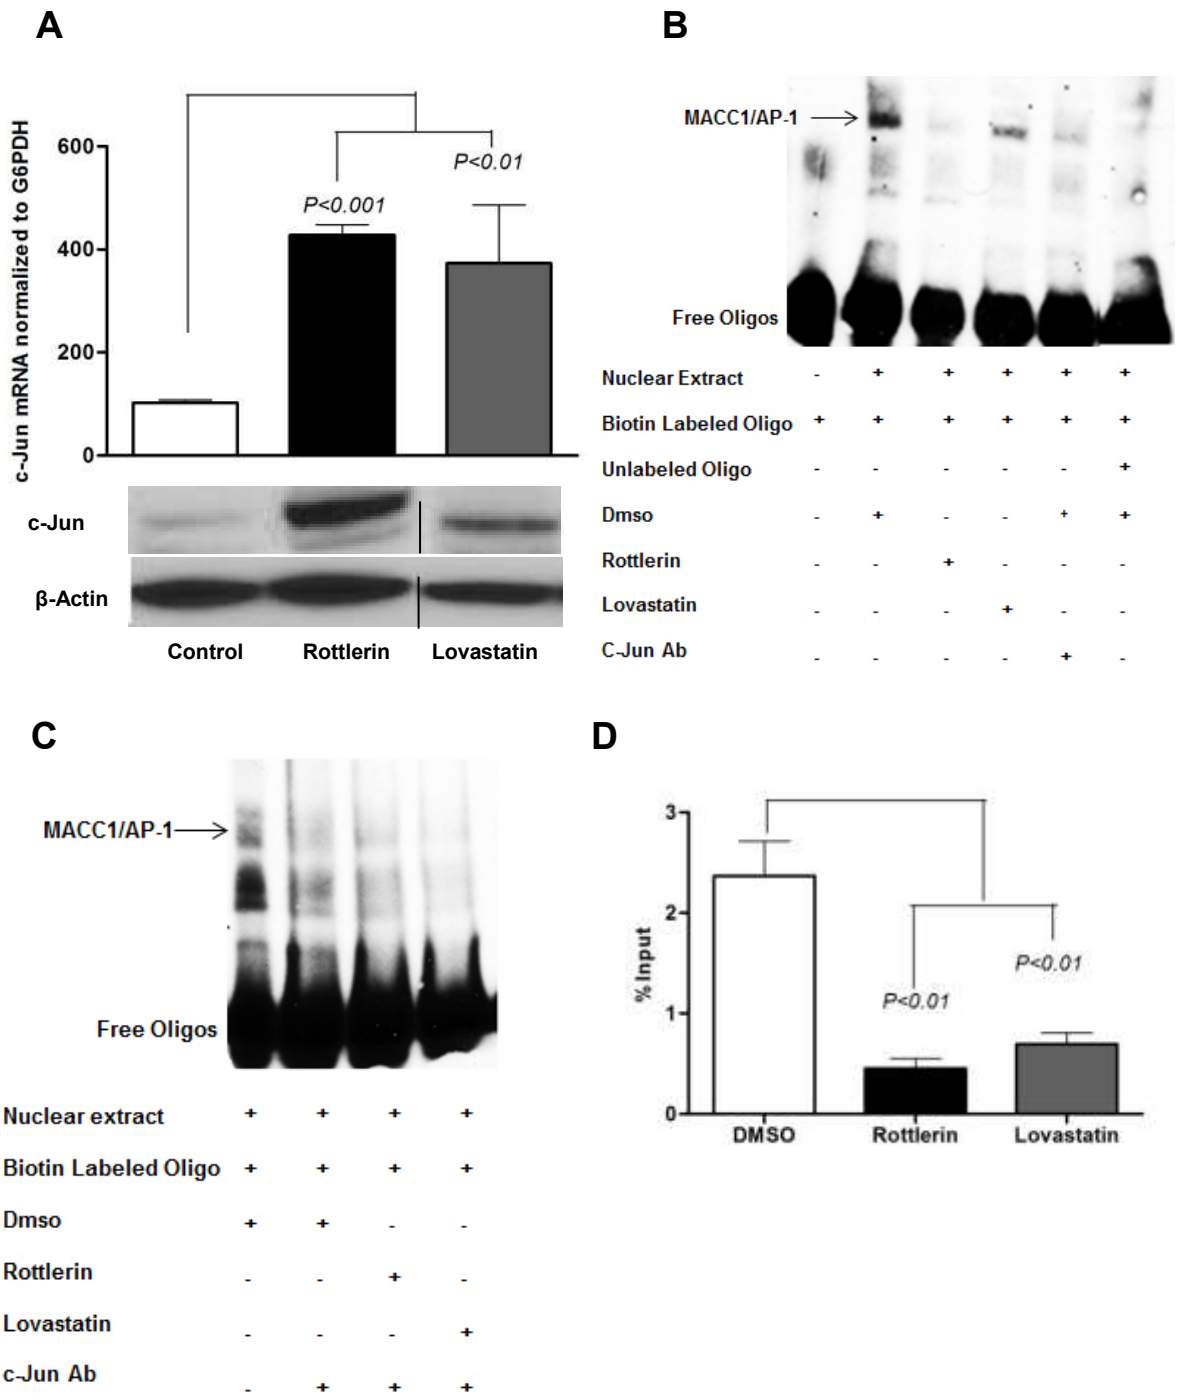 A
B
c-Jun mRNA normalized to G6PDH
600
400
200
0
P<0.001
P<0.01
c-Jun
β-Actin
Control Rottlerin Lovastatin
MACC1/AP-1
Free Oligos
Nuclear Extract - + + + + +
Biotin Labeled Oligo + + + + + +
Unlabeled Oligo - - - - - +
Dmso - + - - + +
Rottlerin - - + - - -
Lovastatin - - - + - -
C-Jun Ab - - - - + -
C
D
MACC1/AP-1
Free Oligos
Nuclear extract + + + +
Biotin Labeled Oligo + + + +
Dmso + + - -
Rottlerin - - + -
Lovastatin - - - +
c-Jun Ab - + + +
% Input
3
2
1
0
P<0.01
P<0.01
DMSO Rottlerin Lovastatin